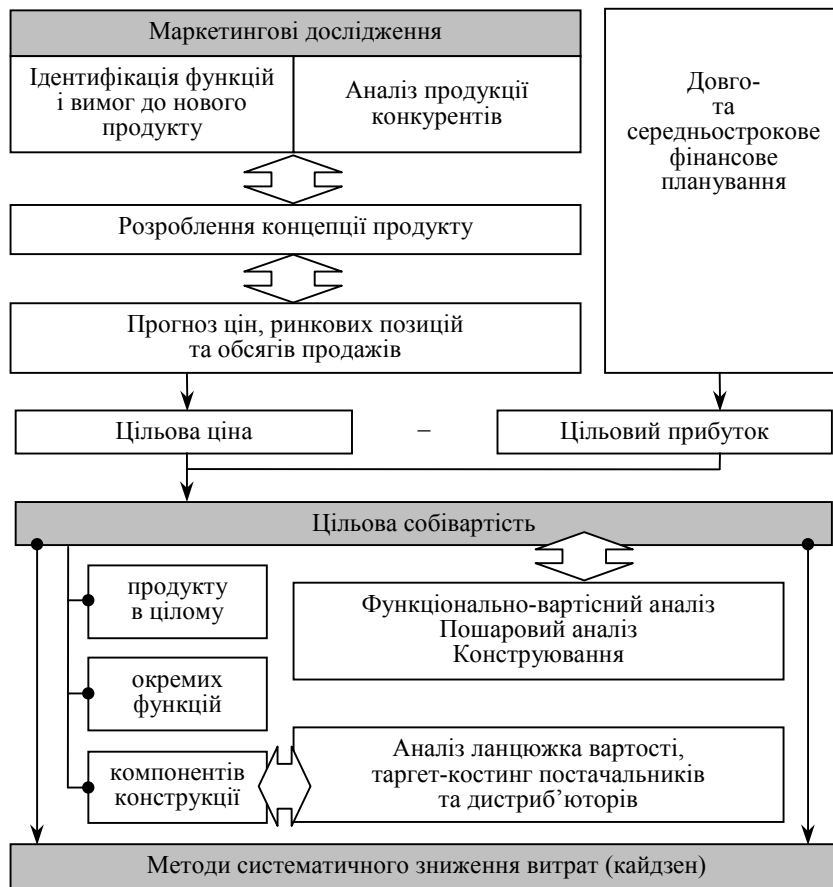 Маркетингові дослідження
Ідентифікація функцій
і вимог до нового
продукту
Аналіз продукції
конкурентів
Довго-
та
середньострокове
фінансове
планування
Розроблення концепції продукту
Прогноз цін, ринкових позицій
та обсягів продажів
Цільова ціна
–
Цільовий прибуток
Цільова собівартість
продукту
в цілому
Функціонально-вартісний аналіз
Пошаровий аналіз
Конструювання
окремих
функцій
компонентів
конструкції
Аналіз ланцюжка вартості,
таргет-костинг постачальників
та дистриб’юторів
Методи систематичного зниження витрат (кайдзен)